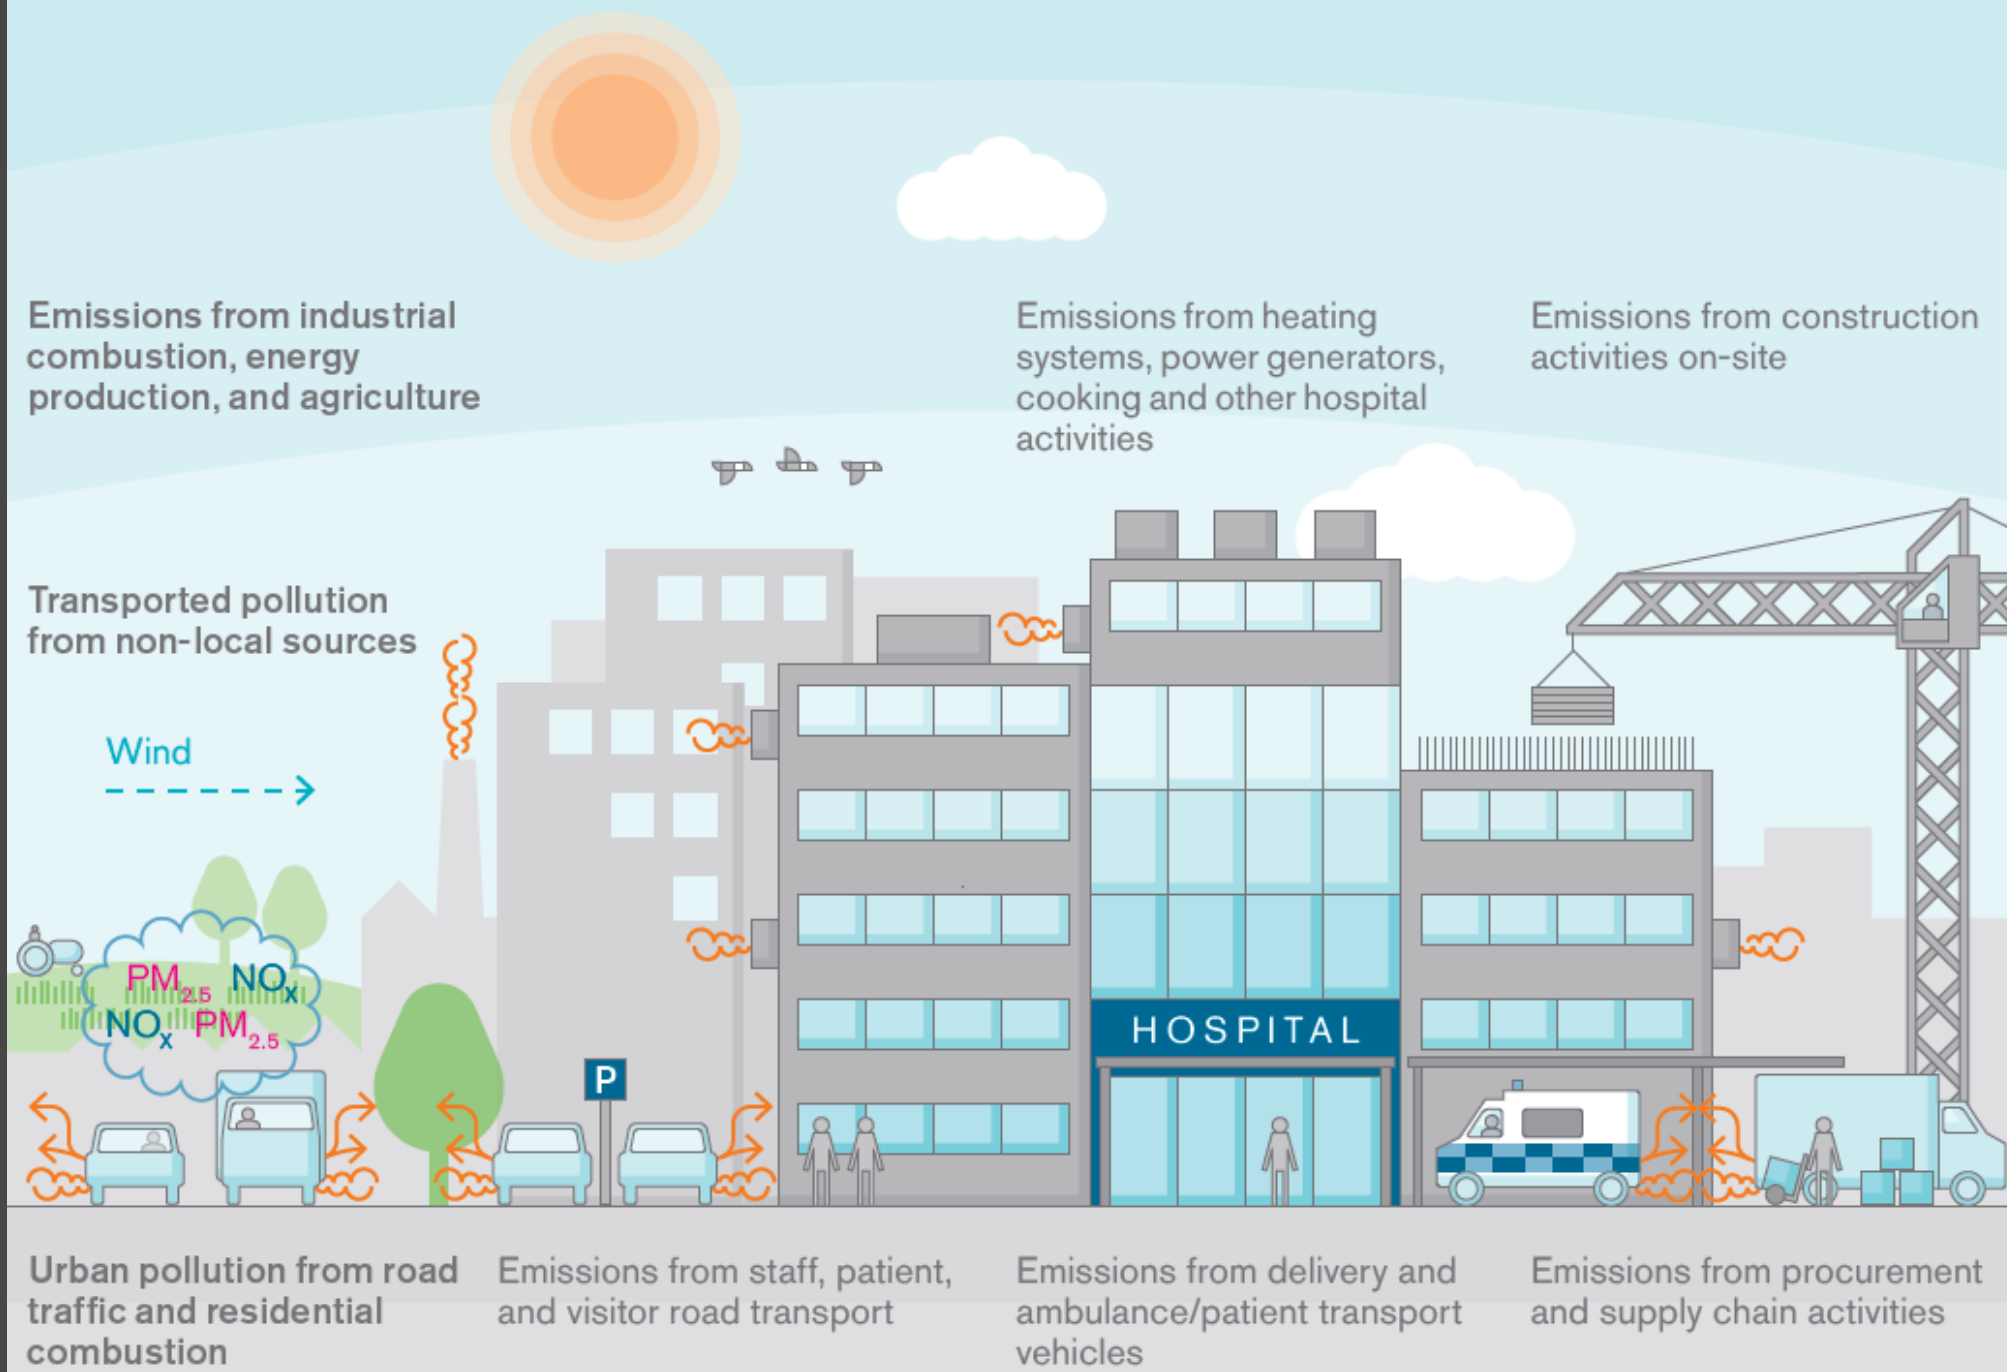 Emissions from industrial
combustion, energy
production, and agriculture
Emissions from heating
systems, power generators,
cooking and other hospital
activities
Emissions from construction
activities on-site
Transported pollution
from non-local sources
Wind
PM2.5 NOx
NOx PM2.5
P
HOSPITAL
Urban pollution from road
traffic and residential
combustion
Emissions from staff, patient,
and visitor road transport
Emissions from delivery and
ambulance/patient transport
vehicles
Emissions from procurement
and supply chain activities